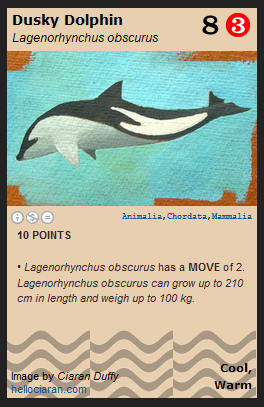 Dusky Dolphin
Lagenorhynchus obscurus
8 3
Animalia,Chordata,Mammalia
10 POINTS
• Lagenorhynchus obscurus has a MOVE of 2.
Lagenorhynchus obscurus can grow up to 210
cm in length and weigh up to 100 kg.
Image by Ciaran Duffy
hellociaran.com
Cool,
Warm